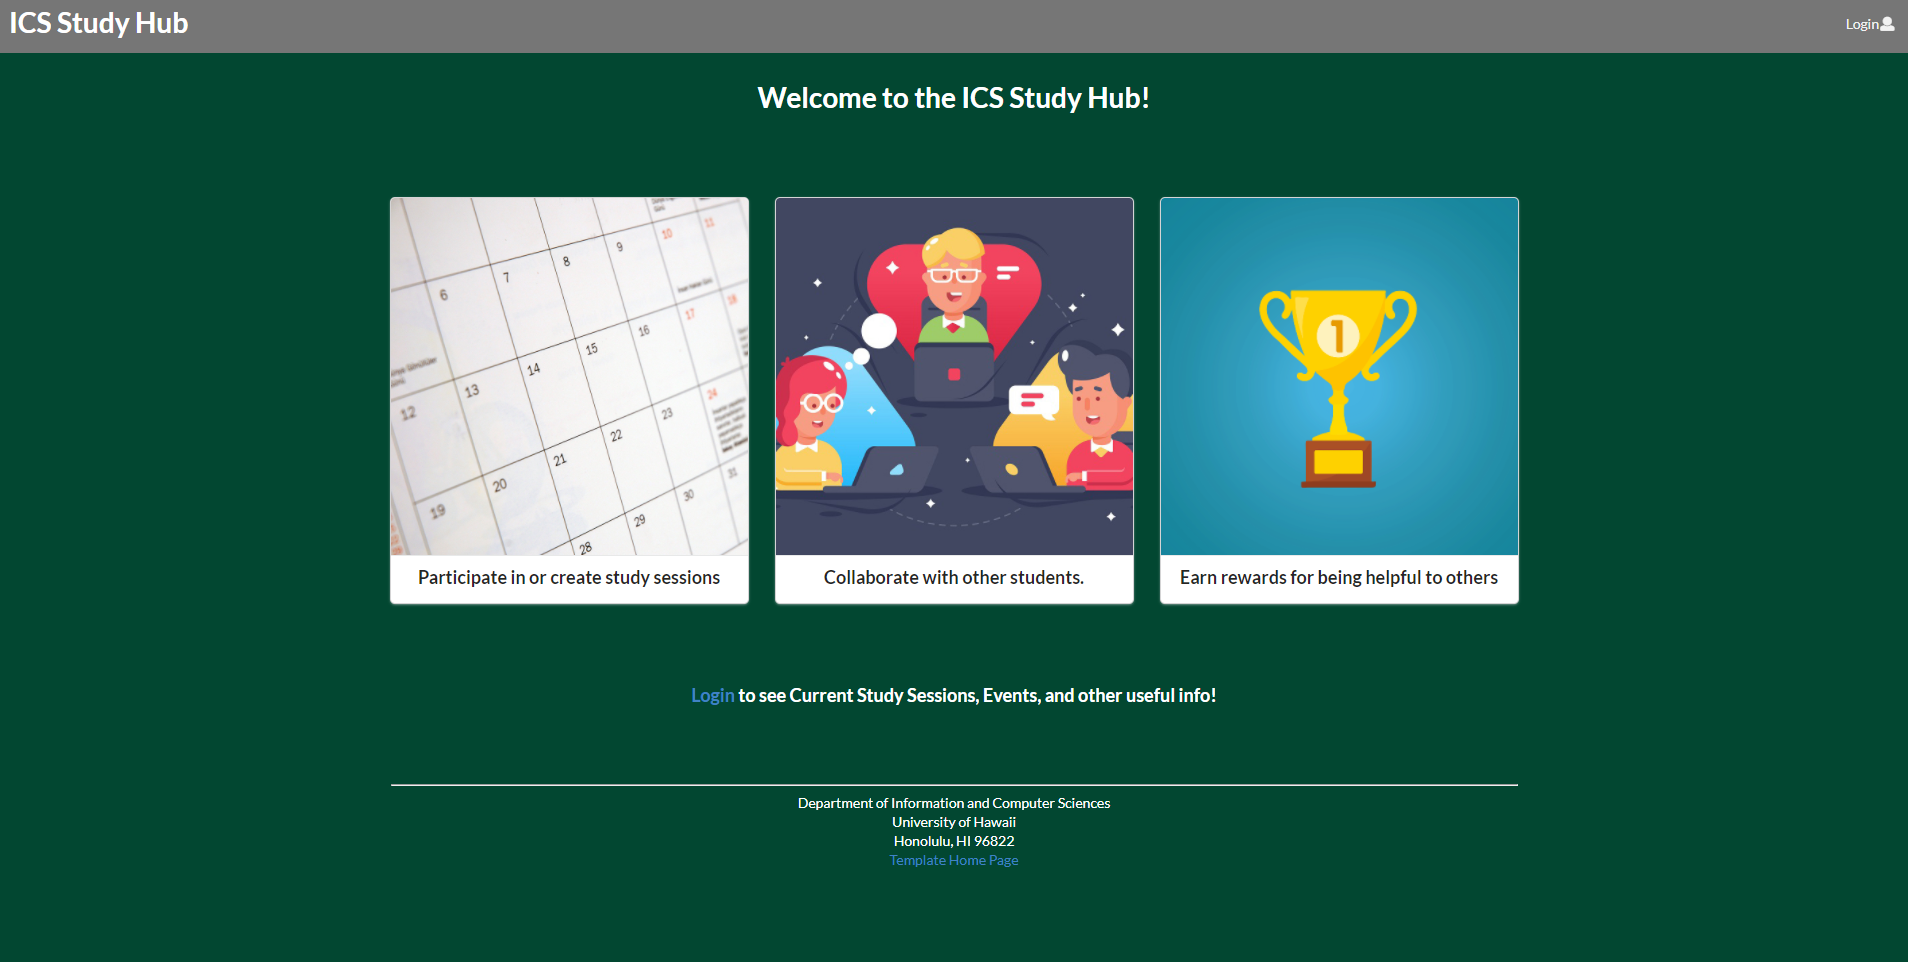 ICS Study Hub
Login
Welcome to the ICS Study Hub!
9
10
11
6
7
8
12
13
14
15
16
17
18
19
20
21
22
23
24
28
29
30
31
1
Participate in or create study sessions
Collaborate with other students.
Earn rewards for being helpful to others
Login to see Current Study Sessions, Events, and other useful info!
Department of Information and Computer Sciences
University of Hawaii
Honolulu, HI 96822
Template Home Page